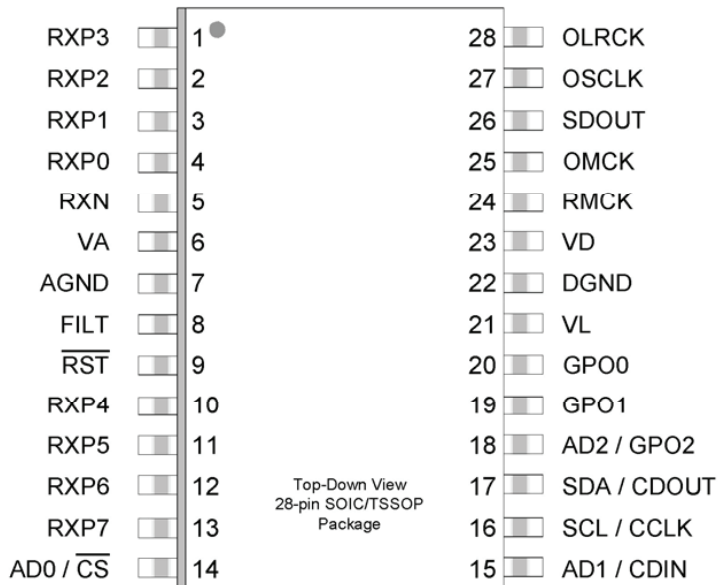 RXP3 1 28 OLRCK
RXP2 2 27 OSCLK
RXP1 3 26 SDOUT
RXP0 4 25 OMCK
RXN 5 24 RMCK
VA 6 23 VD
AGND 7 22 DGND
FILT 8 21 VL
R̅S̅T̅ 9 20 GPO0
RXP4 10 19 GPO1
RXP5 11 18 AD2 / GPO2
RXP6 12 Top-Down View 17 SDA / CDOUT
28-pin SOIC/TSSOP
RXP7 13 Package 16 SCL / CCLK
AD0 / C̅S̅ 14 15 AD1 / CDIN